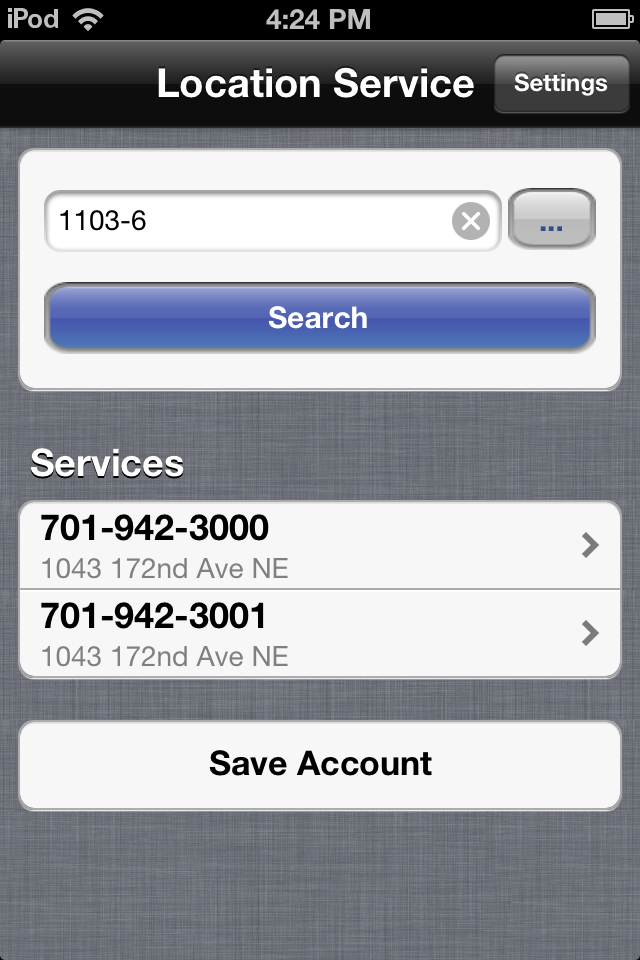 iPod 4:24 PM
Location Service Settings
1103-6 ...
Search
Services
701-942-3000
1043 172nd Ave NE
701-942-3001
1043 172nd Ave NE
Save Account